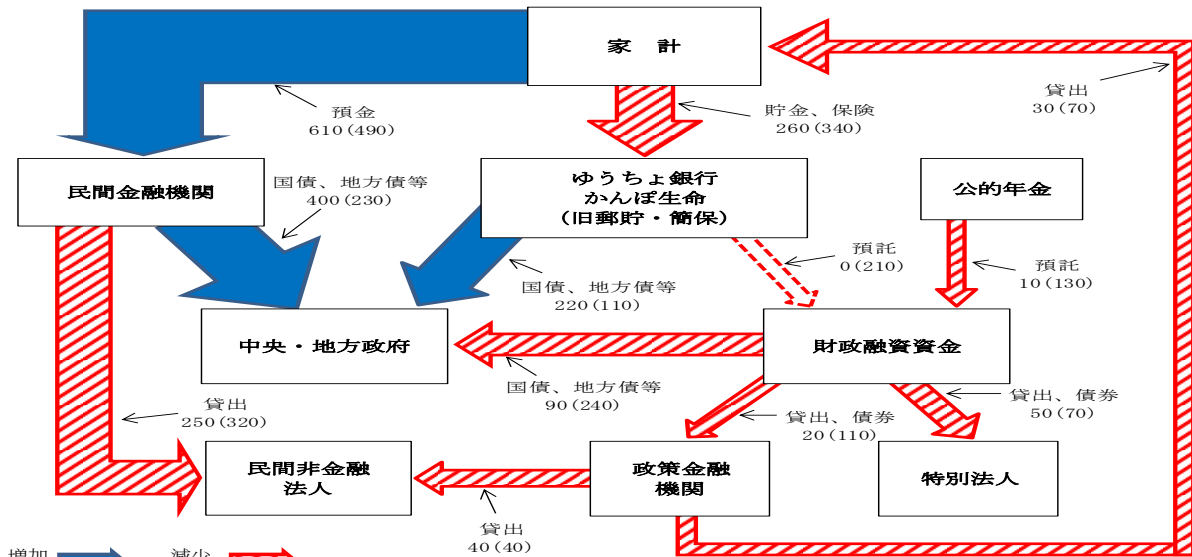 家　計
預金
610(490)
貯金、保険
260(340)
貸出
30(70)
民間金融機関
国債、地方債等
400(230)
ゆうちょ銀行
かんぽ生命
(旧郵貯・簡保)
公的年金
預託
0(210)
預託
10(130)
国債、地方債等
220(110)
中央・地方政府
財政融資資金
国債、地方債等
90(240)
貸出、債券
20(110)
貸出、債券
50(70)
貸出
250(320)
民間非金融
法人
政策金融
機関
特別法人
貸出
40(40)
増加
減少